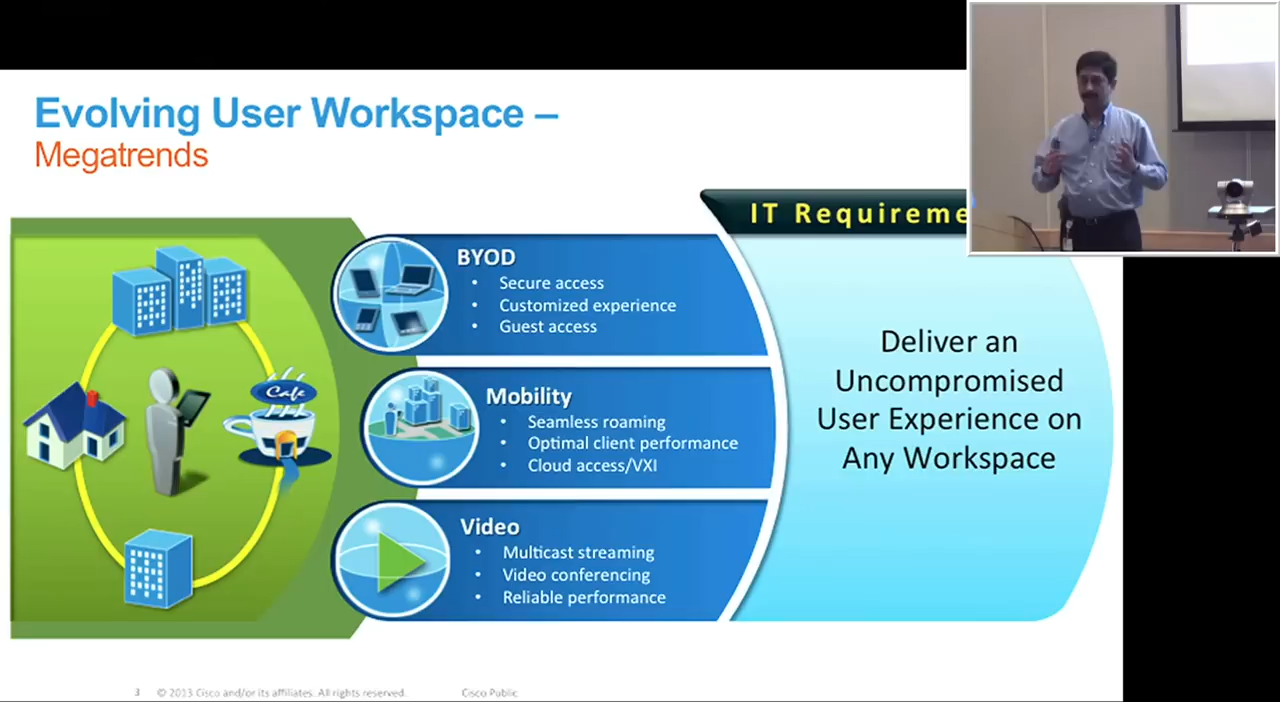 Evolving User Workspace –
Megatrends
IT Requireme
BYOD
• Secure access
• Customized experience
• Guest access
Cafe
Mobility
• Seamless roaming
• Optimal client performance
• Cloud access/VXI
Video
• Multicast streaming
• Video conferencing
• Reliable performance
Deliver an
Uncompromised
User Experience on
Any Workspace
3 © 2013 Cisco and/or its affiliates. All rights reserved. Cisco Public